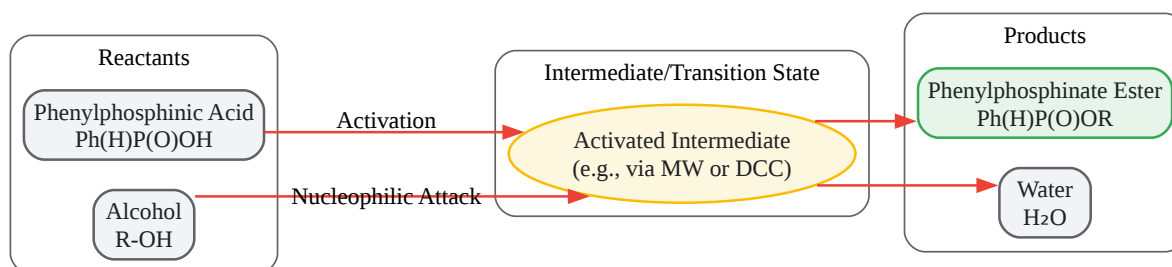 Reactants
Phenylphosphinic Acid
Ph(H)P(O)OH
Alcohol
R-OH
Activation
Nucleophilic Attack
Intermediate/Transition State
Activated Intermediate
(e.g., via MW or DCC)
Products
Phenylphosphinate Ester
Ph(H)P(O)OR
Water
H₂O